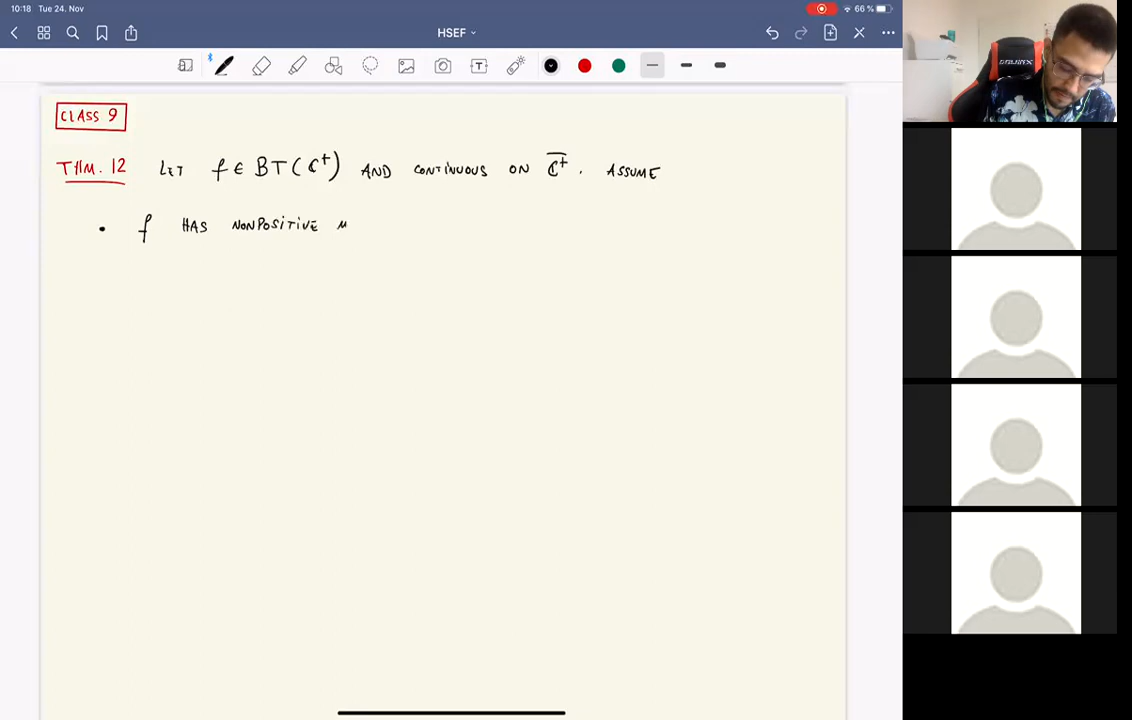 10:18 Tue 24. Nov
66 %
HSEF
CLASS 9
THM. 12 LET f ∈ BT(ℂ⁺) AND CONTINUOUS ON \overline{ℂ⁺}. ASSUME
• f HAS NONPOSITIVE M